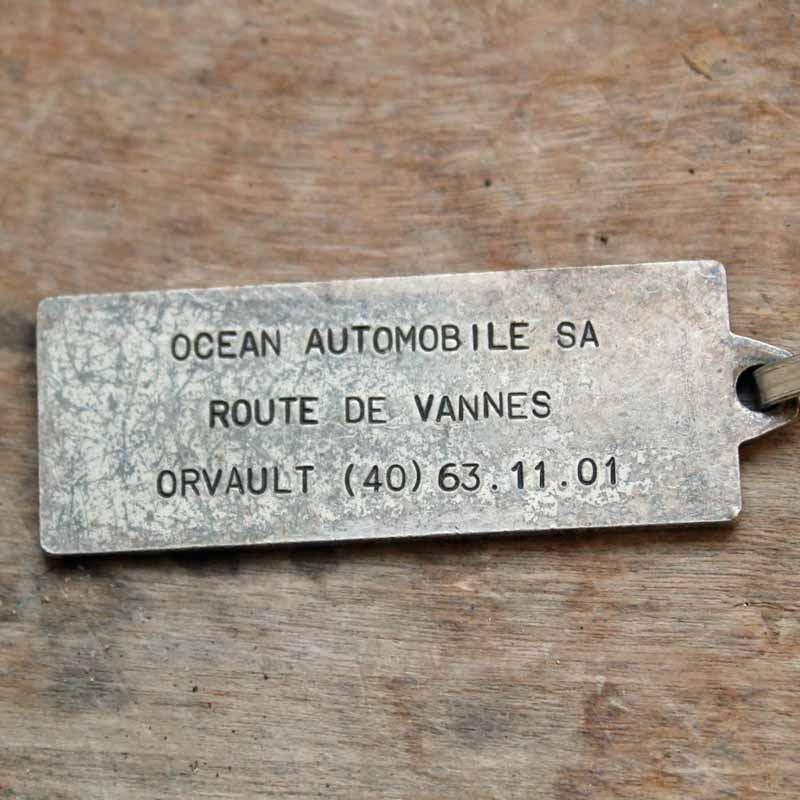 OCEAN AUTOMOBILE SA
ROUTE DE VANNES
ORVAULT (40) 63.11.01